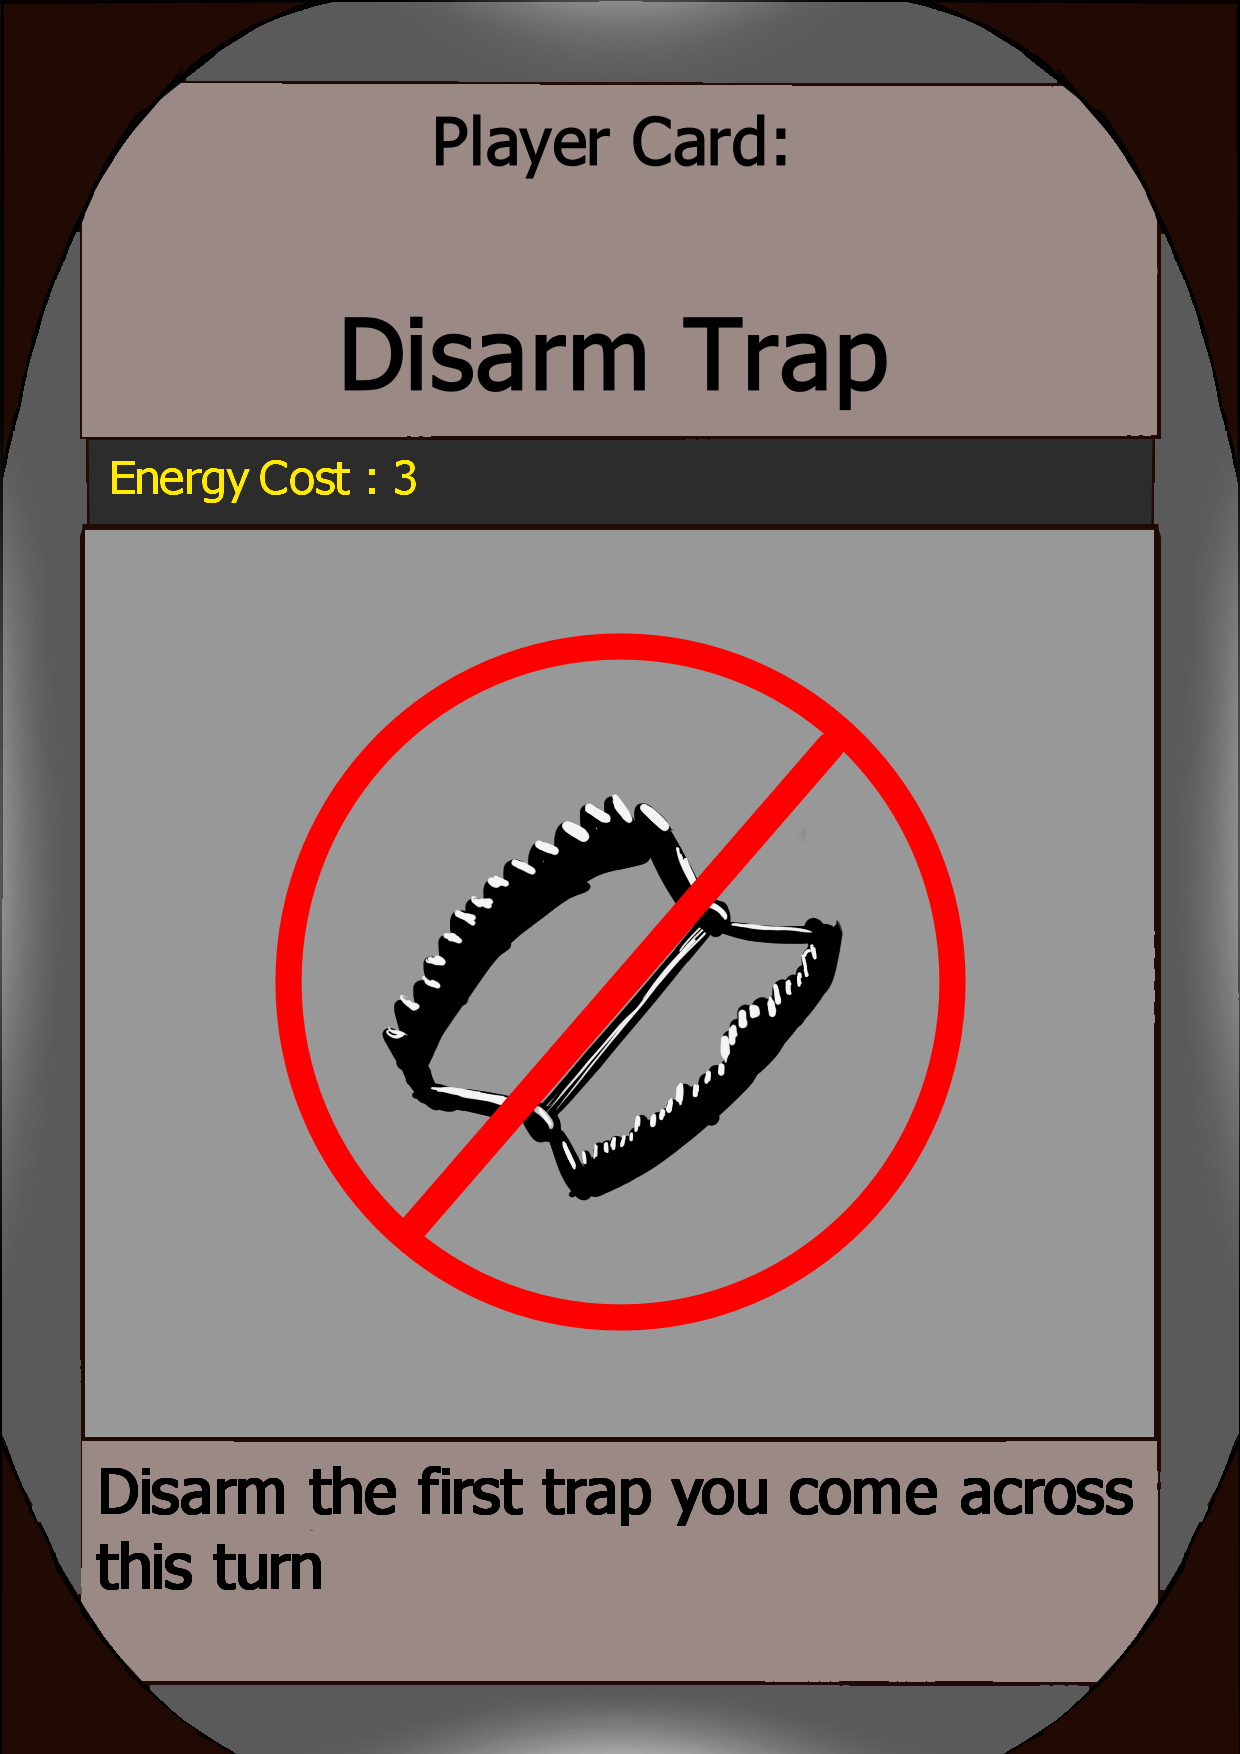 Player Card:
Disarm Trap
Energy Cost : 3
Disarm the first trap you come across
this turn